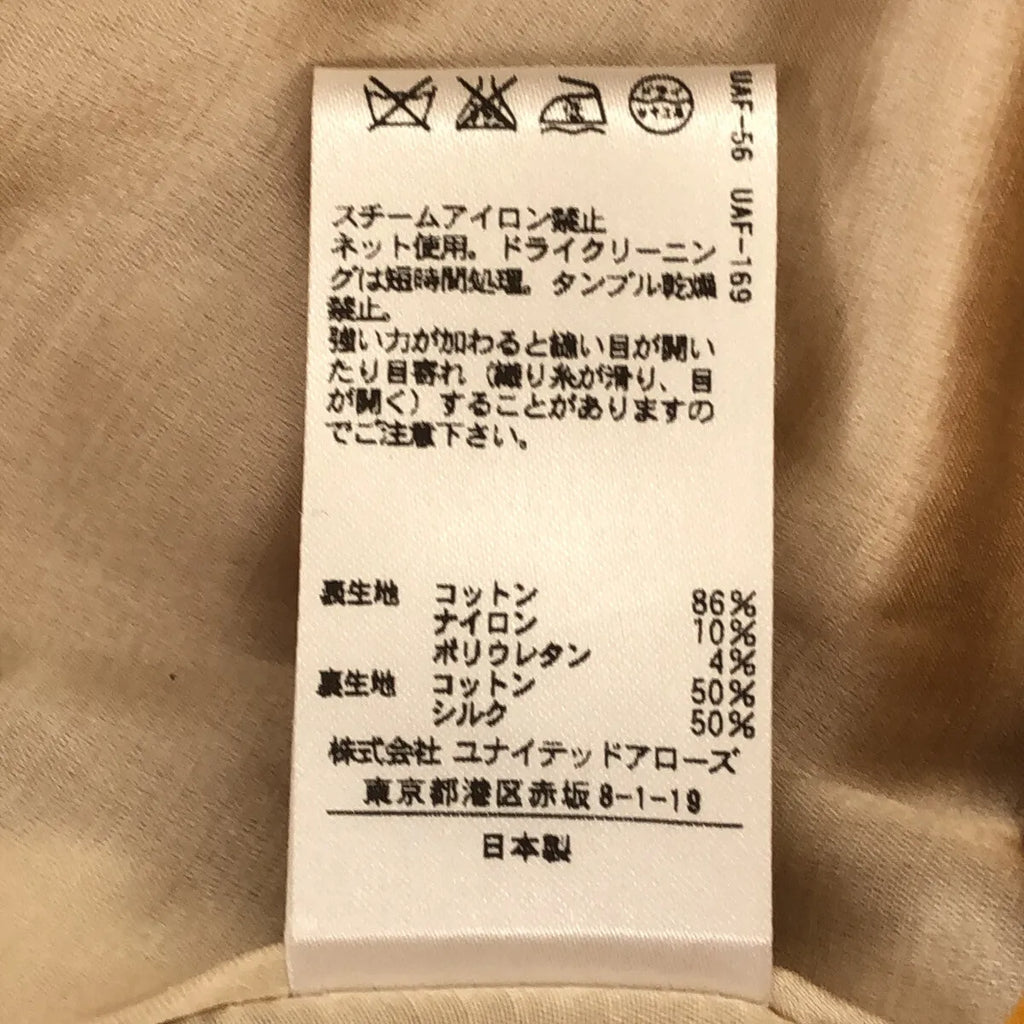 スチームアイロン禁止
ネット使用。ドライクリーニン
グは短時間処理。タンブル乾燥
禁止。
強い力が加わると縫い目が開い
たり目寄れ（織り糸が滑り、目
が開く）することがありますの
でご注意下さい。
表生地 コットン 86%
ナイロン 10%
ポリウレタン 4%
裏生地 コットン 50%
シルク 50%
株式会社 ユナイテッドアローズ
東京都港区赤坂8-1-19
日本製
UAF-56 UAF-169